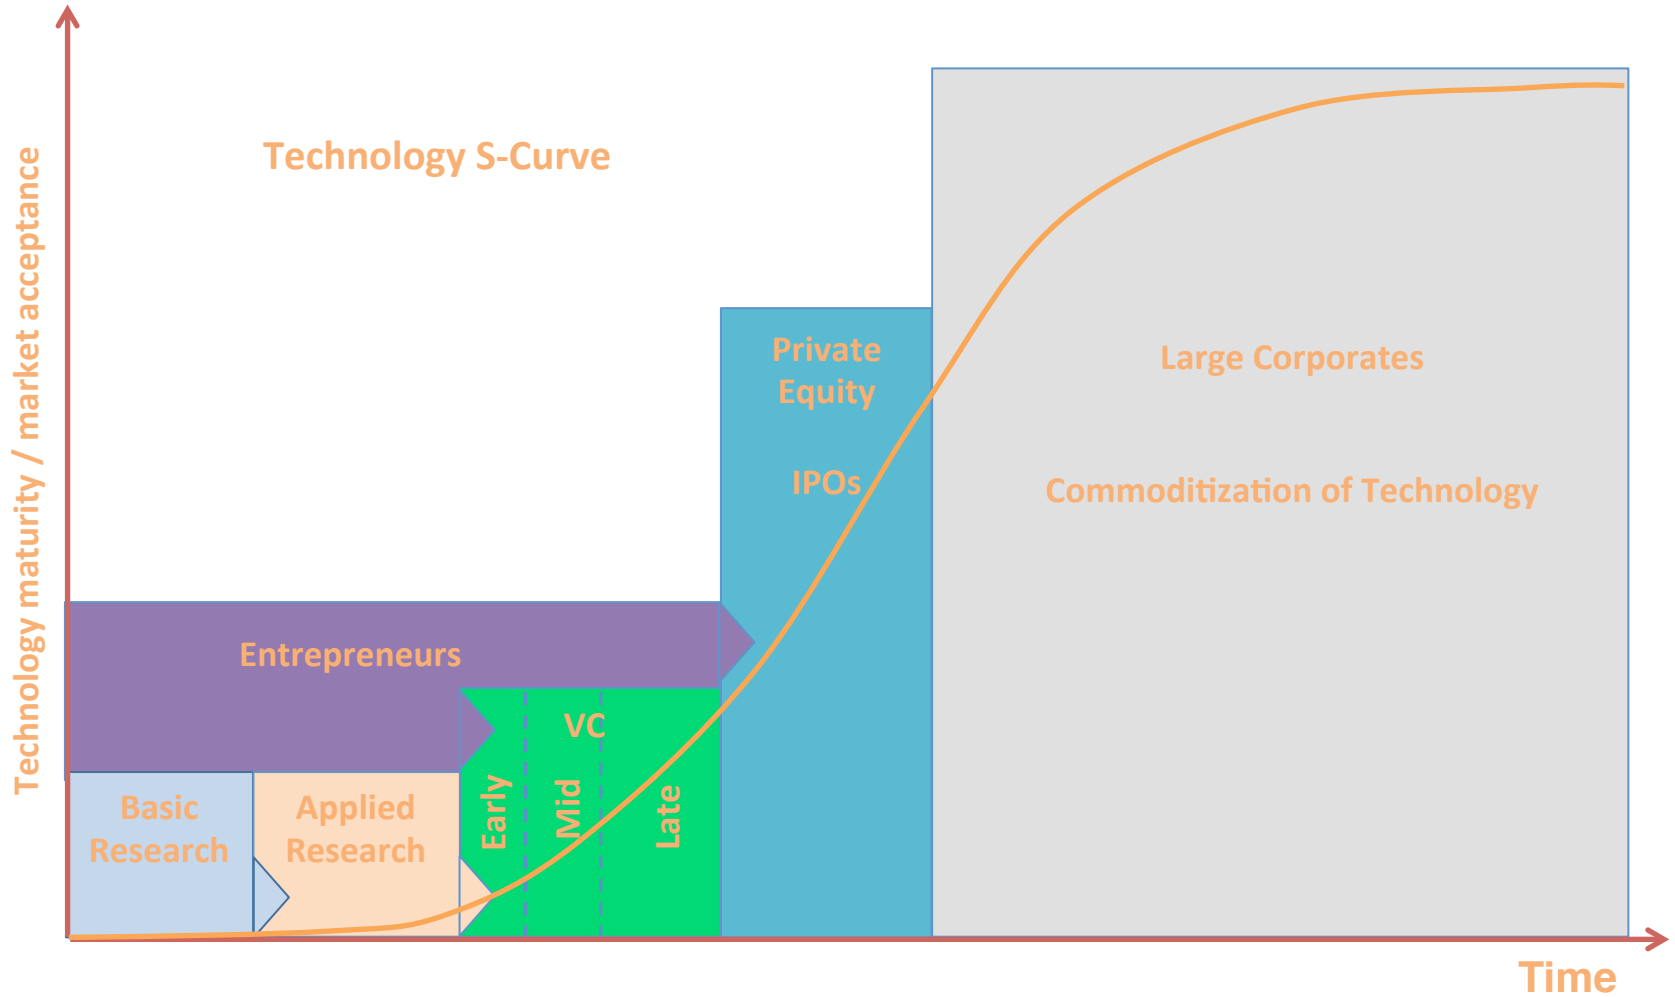 Technology S-Curve
Technology maturity / market acceptance
Private
Equity
IPOs
Large Corporates
Commoditization of Technology
Entrepreneurs
VC
Early
Mid
Late
Basic
Research
Applied
Research
Time